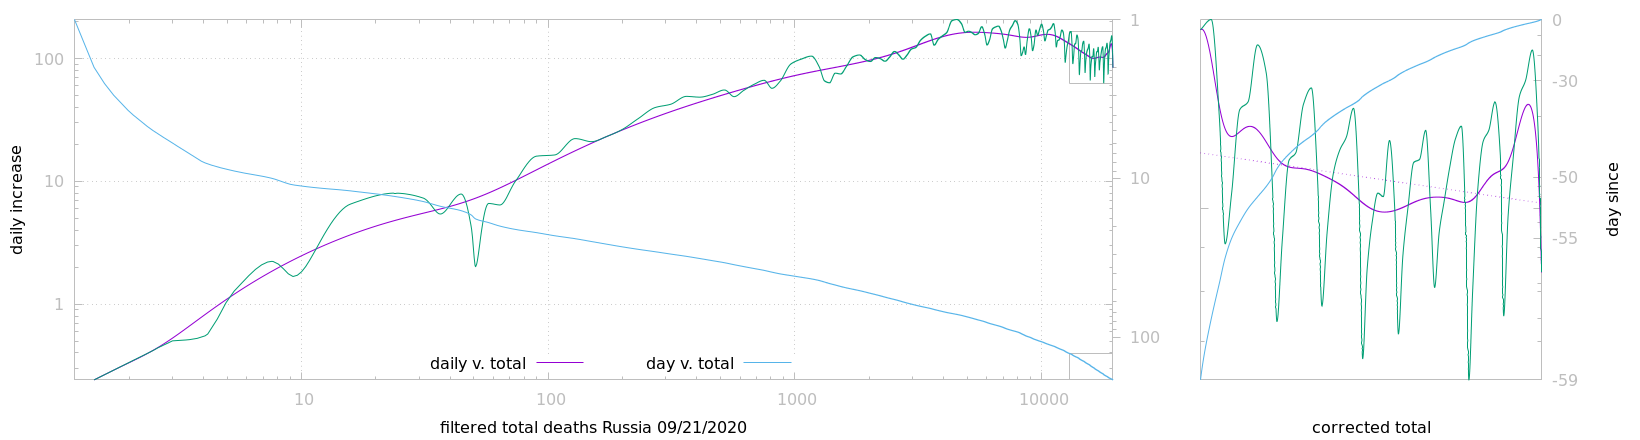 daily increase
100
10
1
10
100
1000
10000
1
10
100
daily v. total
day v. total
filtered total deaths Russia 09/21/2020
0
-30
-50
-55
-59
day since
corrected total